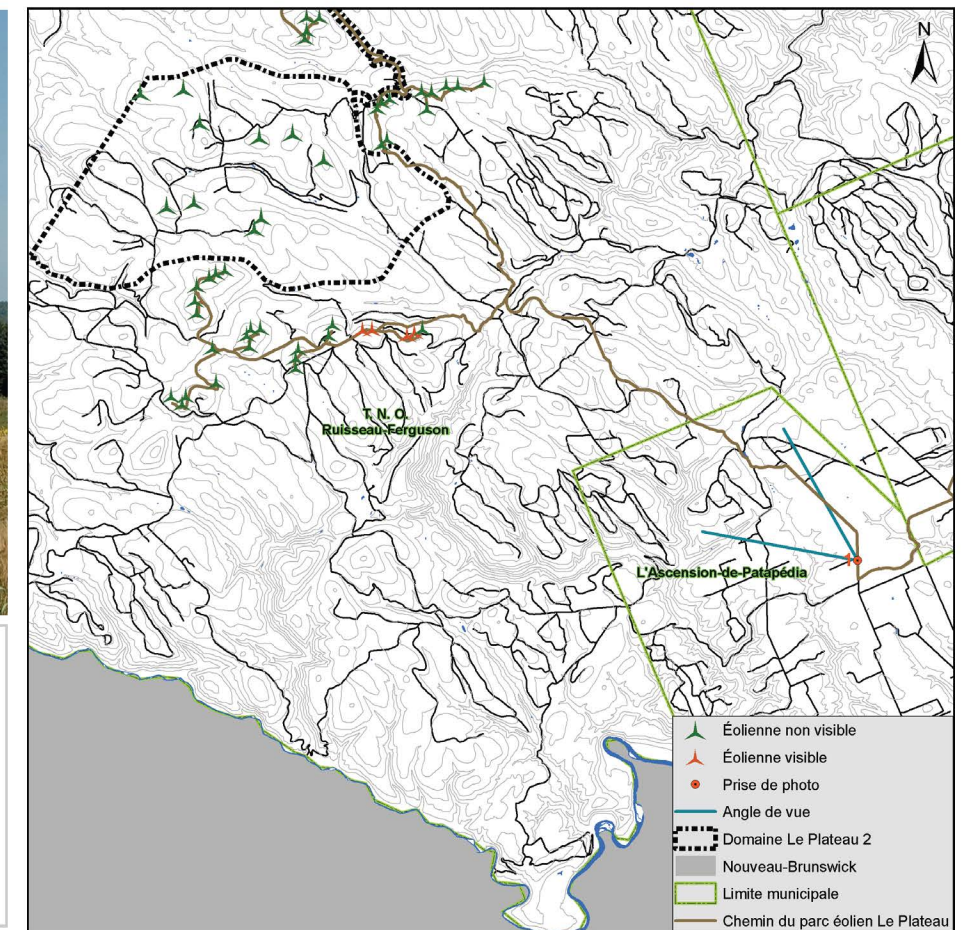 N
T. N. O.
Ruisseau-Ferguson
1
L'Ascension-de-Patapédia
Éolienne non visible
Éolienne visible
Prise de photo
Angle de vue
Domaine Le Plateau 2
Nouveau-Brunswick
Limite municipale
Chemin du parc éolien Le Plateau